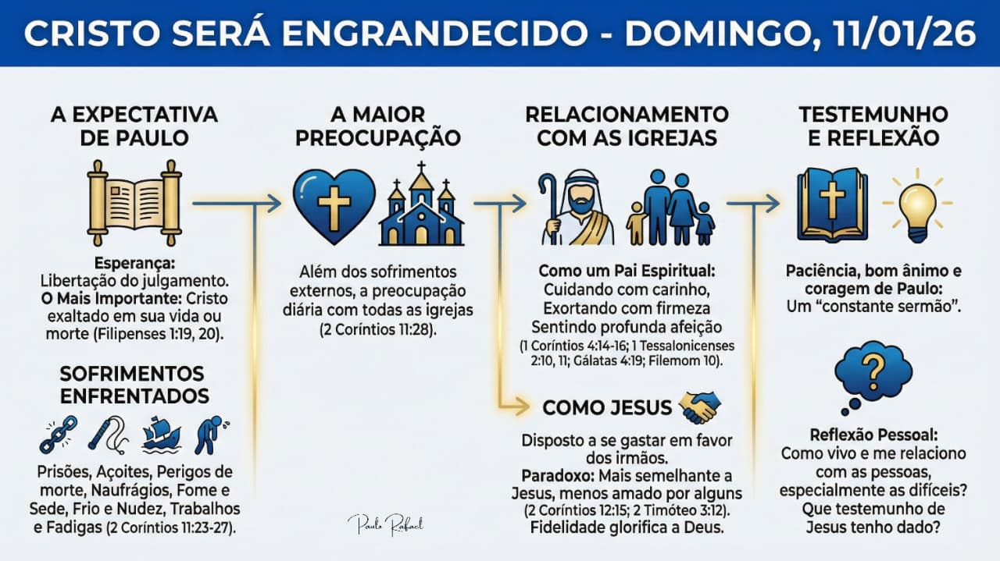 CRISTO SERÁ ENGRANDECIDO - DOMINGO, 11/01/26
A EXPECTATIVA
DE PAULO
Esperança:
Libertação do julgamento.
O Mais Importante: Cristo
exaltado em sua vida ou
morte (Filipenses 1:19, 20).
SOFRIMENTOS
ENFRENTADOS
Prisões, Açoites, Perigos de
morte, Naufrágios, Fome e
Sede, Frio e Nudez, Trabalhos
e Fadigas (2 Coríntios 11:23-27).
A MAIOR
PREOCUPAÇÃO
Além dos sofrimentos
externos, a preocupação
diária com todas as igrejas
(2 Coríntios 11:28).
Paulo Rafael
RELACIONAMENTO
COM AS IGREJAS
Como um Pai Espiritual:
Cuidando com carinho,
Exortando com firmeza
Sentindo profunda afeição
(1 Coríntios 4:14-16; 1 Tessalonicenses
2:10, 11; Gálatas 4:19; Filemom 10).
COMO JESUS
Disposto a se gastar em favor
dos irmãos.
Paradoxo: Mais semelhante a
Jesus, menos amado por alguns
(2 Coríntios 12:15; 2 Timóteo 3:12).
Fidelidade glorifica a Deus.
TESTEMUNHO
E REFLEXÃO
Paciência, bom ânimo e
coragem de Paulo:
Um “constante sermão”.
?
Reflexão Pessoal:
Como vivo e me relaciono
com as pessoas,
especialmente as difíceis?
Que testemunho de
Jesus tenho dado?